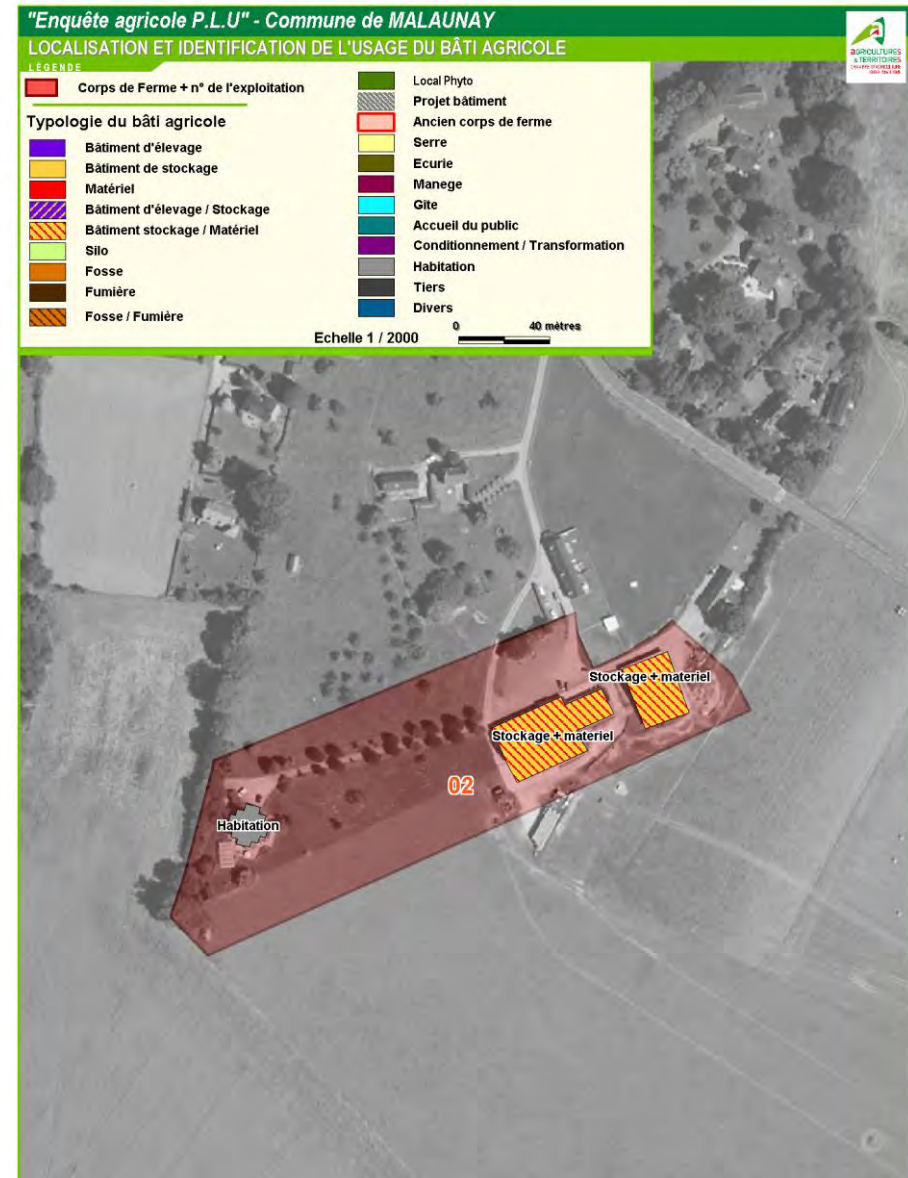 "Enquête agricole P.L.U" - Commune de MALAUNAY
LOCALISATION ET IDENTIFICATION DE L'USAGE DU BÂTI AGRICOLE
AGRICULTURES
& TERRITOIRES
LÉGENDE
Corps de Ferme + n° de l'exploitation
Typologie du bâti agricole
Bâtiment d'élevage
Bâtiment de stockage
Matériel
Bâtiment d'élevage / Stockage
Bâtiment stockage / Matériel
Silo
Fosse
Fumière
Fosse / Fumière
Local Phyto
Projet bâtiment
Ancien corps de ferme
Serre
Ecurie
Manege
Gîte
Accueil du public
Conditionnement / Transformation
Habitation
Tiers
Divers
Echelle 1 / 2000
0 40 mètres
Stockage + materiel
Stockage + materiel
02
Habitation